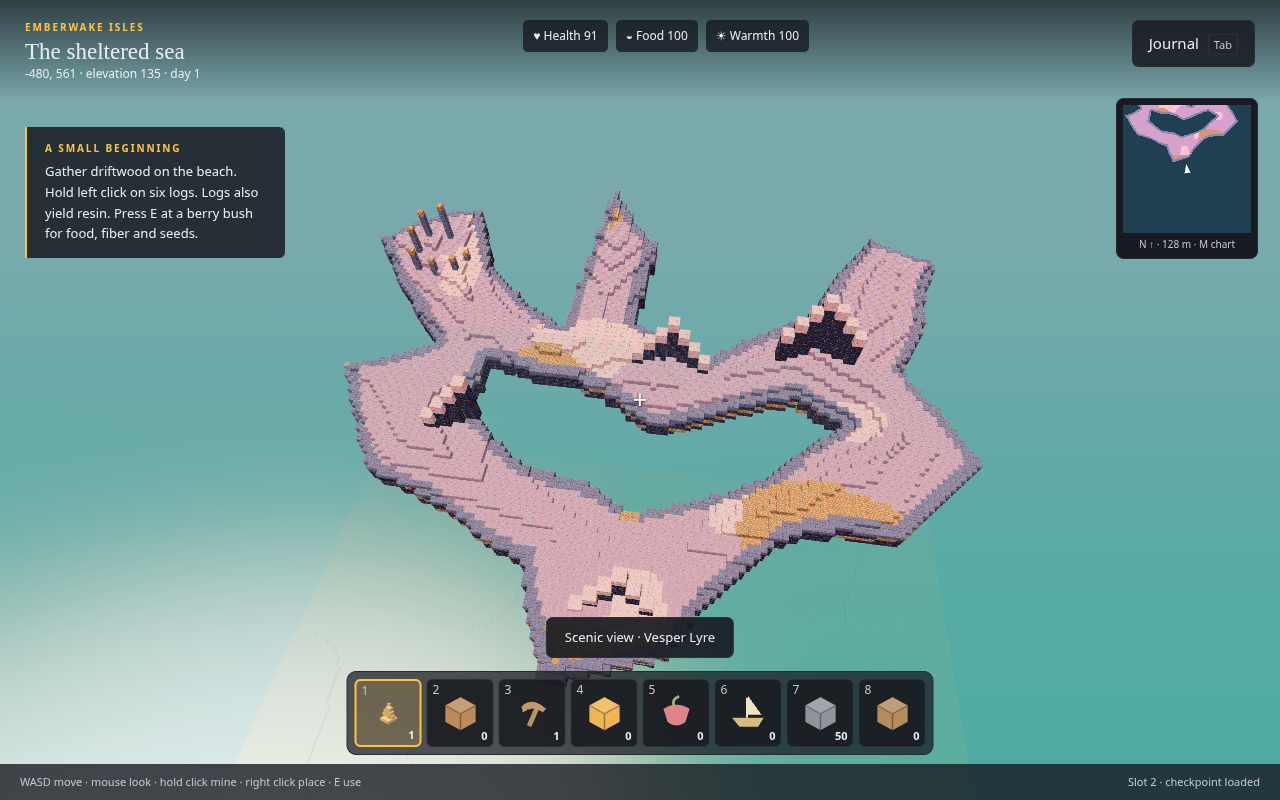 EMBERWAKE ISLES
The sheltered sea
-480, 561 · elevation 135 · day 1
♥ Health 91
Food 100
☀ Warmth 100
Journal Tab
N ↑ · 128 m · M chart
A SMALL BEGINNING
Gather driftwood on the beach.
Hold left click on six logs. Logs also
yield resin. Press E at a berry bush
for food, fiber and seeds.
Scenic view · Vesper Lyre
1 1
2 0
3 1
4 0
5 0
6 0
7 50
8 0
WASD move · mouse look · hold click mine · right click place · E use
Slot 2 · checkpoint loaded